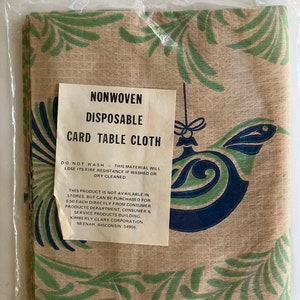 NONWOVEN
DISPOSABLE
CARD TABLE CLOTH
DO NOT WASH - THIS MATERIAL WILL
LOSE ITS FIRE RESISTANCE IF WASHED OR
DRY CLEANED
THIS PRODUCT IS NOT AVAILABLE IN
STORES, BUT CAN BE PURCHASED FOR
$.50 EACH DIRECTLY FROM CONSUMER
PRODUCTS DEPARTMENT, CONSUMER &
SERVICE PRODUCTS BUILDING,
KIMBERLY CLARK CORPORATION,
NEENAH, WISCONSIN 54956